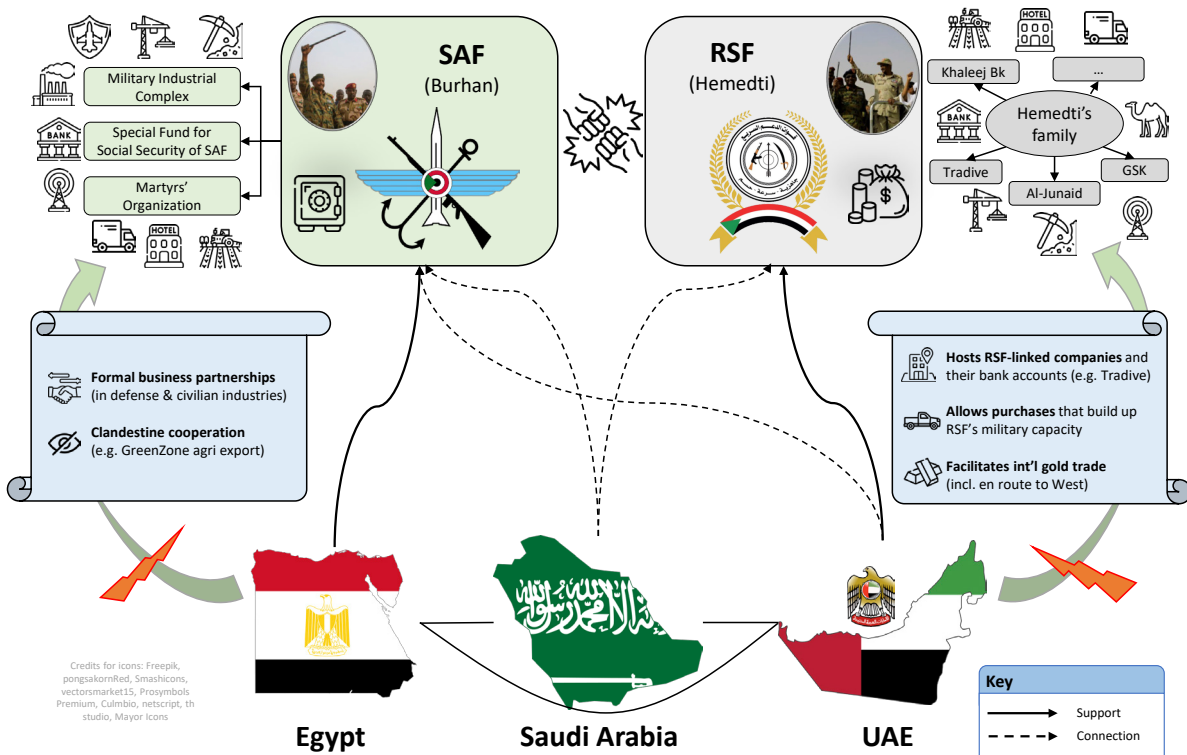 SAF
(Burhan)
RSF
(Hemedti)
Military Industrial
Complex
BANK
Special Fund for
Social Security of SAF
Martyrs'
Organization
HOTEL
HOTEL
Khaleej Bk
...
BANK
Hemedti's
family
Tradive
GSK
Al-Junaid
$
Formal business partnerships
(in defense & civilian industries)
Clandestine cooperation
(e.g. GreenZone agri export)
Hosts RSF-linked companies and
their bank accounts (e.g. Tradive)
Allows purchases that build up
RSF's military capacity
Facilitates int'l gold trade
(incl. en route to West)
Credits for icons: Freepik,
pongsakornRed, Smashicons,
vectorsmarket15, Prosymbols
Premium, Culmbio, netscript, th
studio, Mayor Icons
Egypt
Saudi Arabia
UAE
Key
Support
Connection